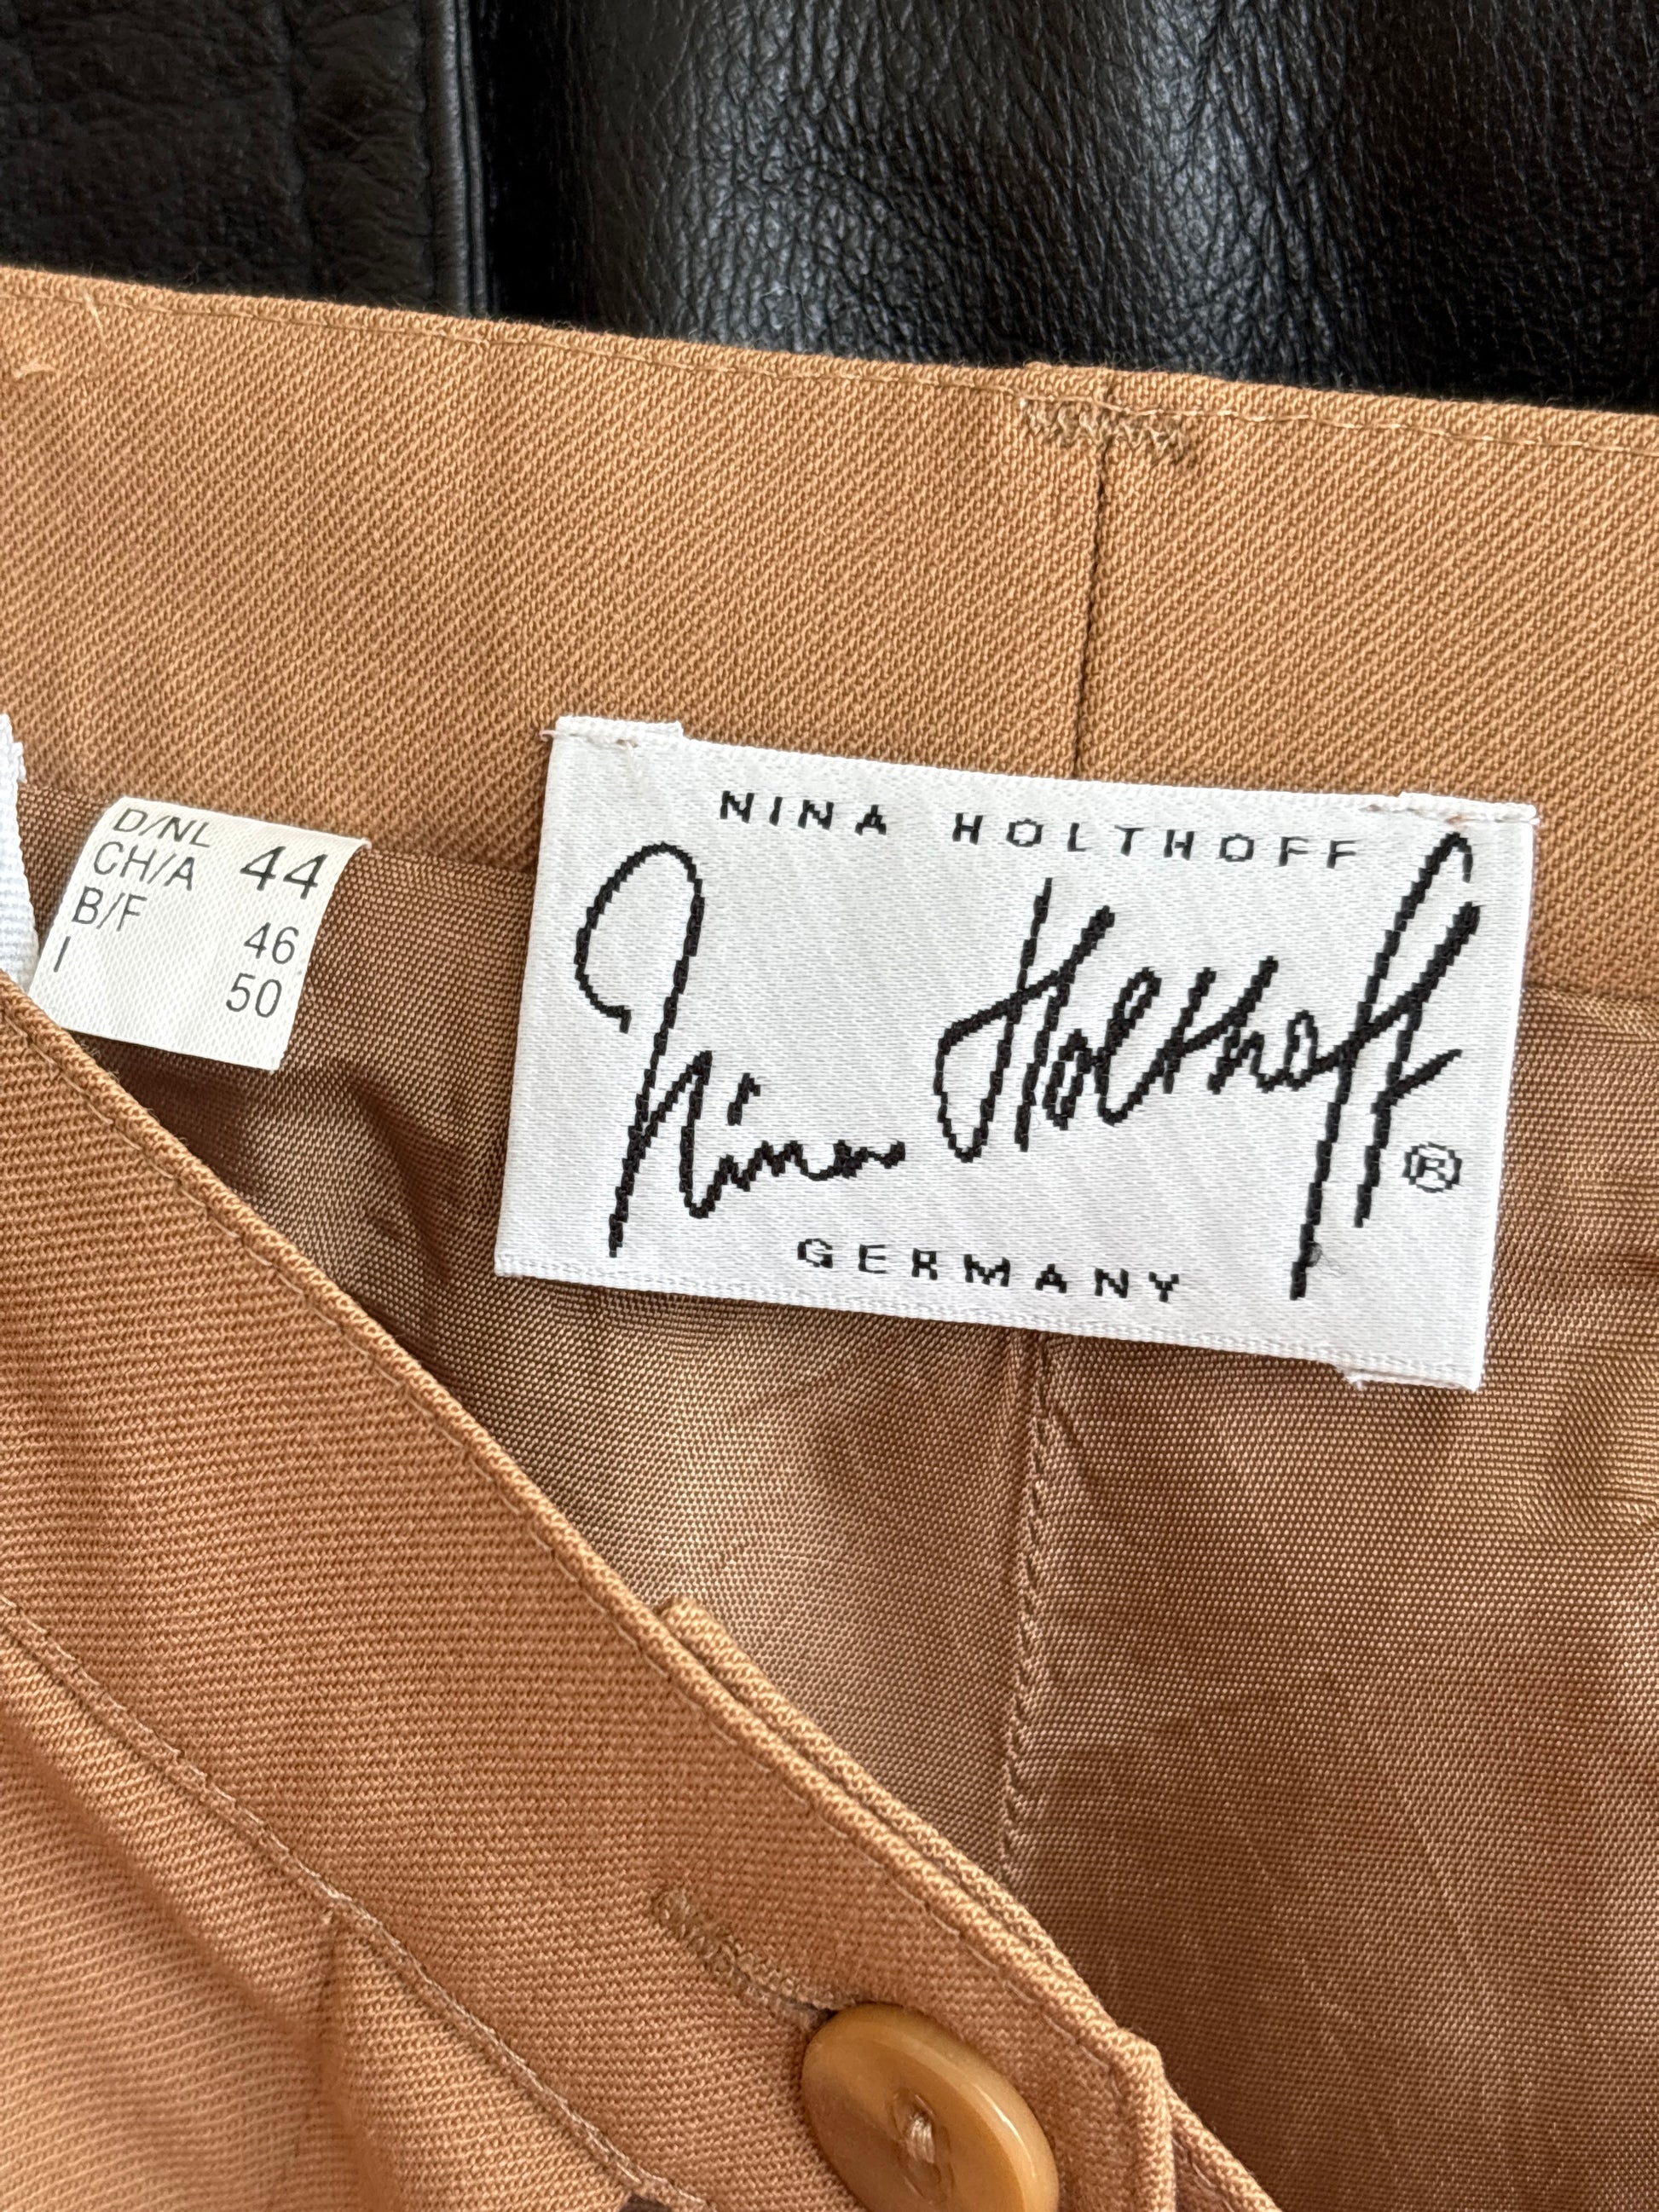 D/NL
CH/A 44
B/F 46
I 50
NINA HOLTHOFF
Nina Holthoff ®
GERMANY